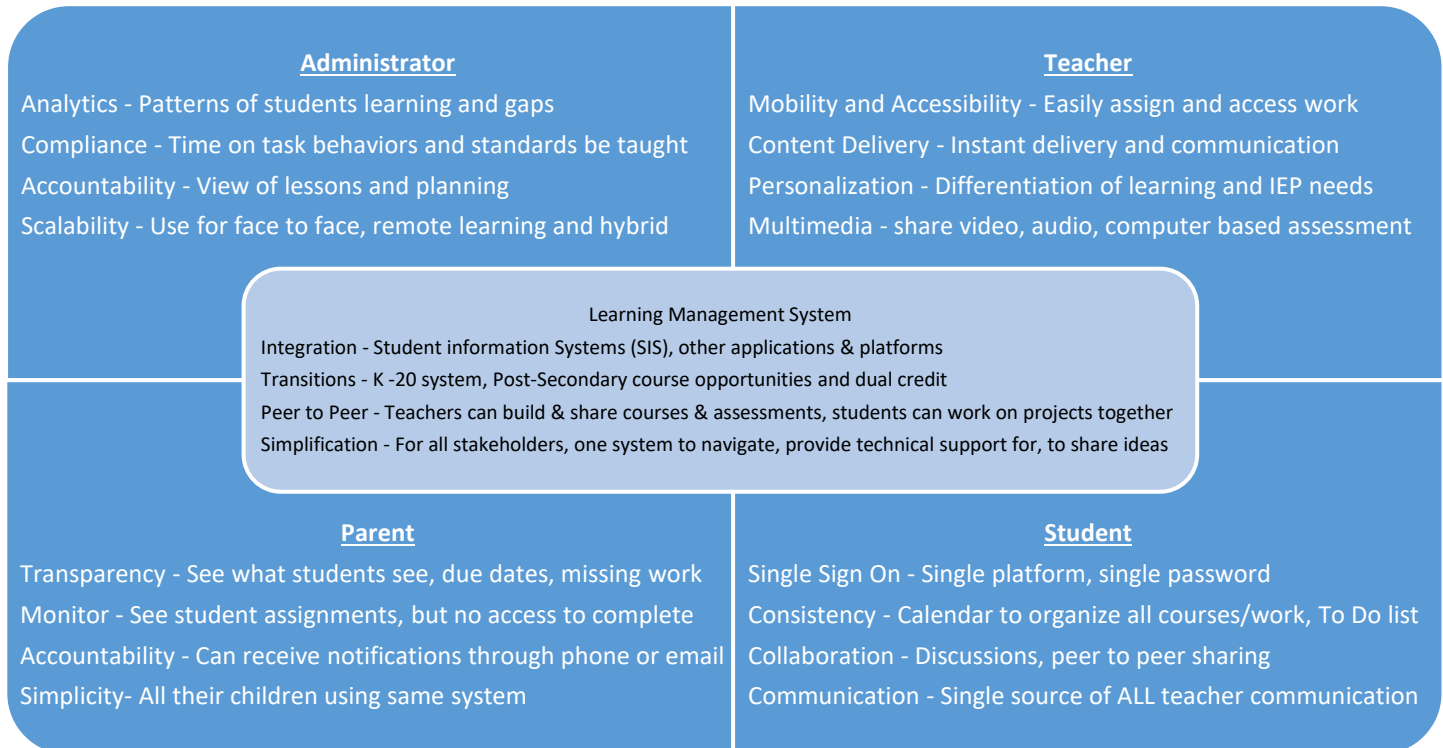 Administrator
Analytics - Patterns of students learning and gaps
Compliance - Time on task behaviors and standards be taught
Accountability - View of lessons and planning
Scalability - Use for face to face, remote learning and hybrid
Teacher
Mobility and Accessibility - Easily assign and access work
Content Delivery - Instant delivery and communication
Personalization - Differentiation of learning and IEP needs
Multimedia - share video, audio, computer based assessment
Learning Management System
Integration - Student information Systems (SIS), other applications & platforms
Transitions - K -20 system, Post-Secondary course opportunities and dual credit
Peer to Peer - Teachers can build & share courses & assessments, students can work on projects together
Simplification - For all stakeholders, one system to navigate, provide technical support for, to share ideas
Parent
Transparency - See what students see, due dates, missing work
Monitor - See student assignments, but no access to complete
Accountability - Can receive notifications through phone or email
Simplicity- All their children using same system
Student
Single Sign On - Single platform, single password
Consistency - Calendar to organize all courses/work, To Do list
Collaboration - Discussions, peer to peer sharing
Communication - Single source of ALL teacher communication